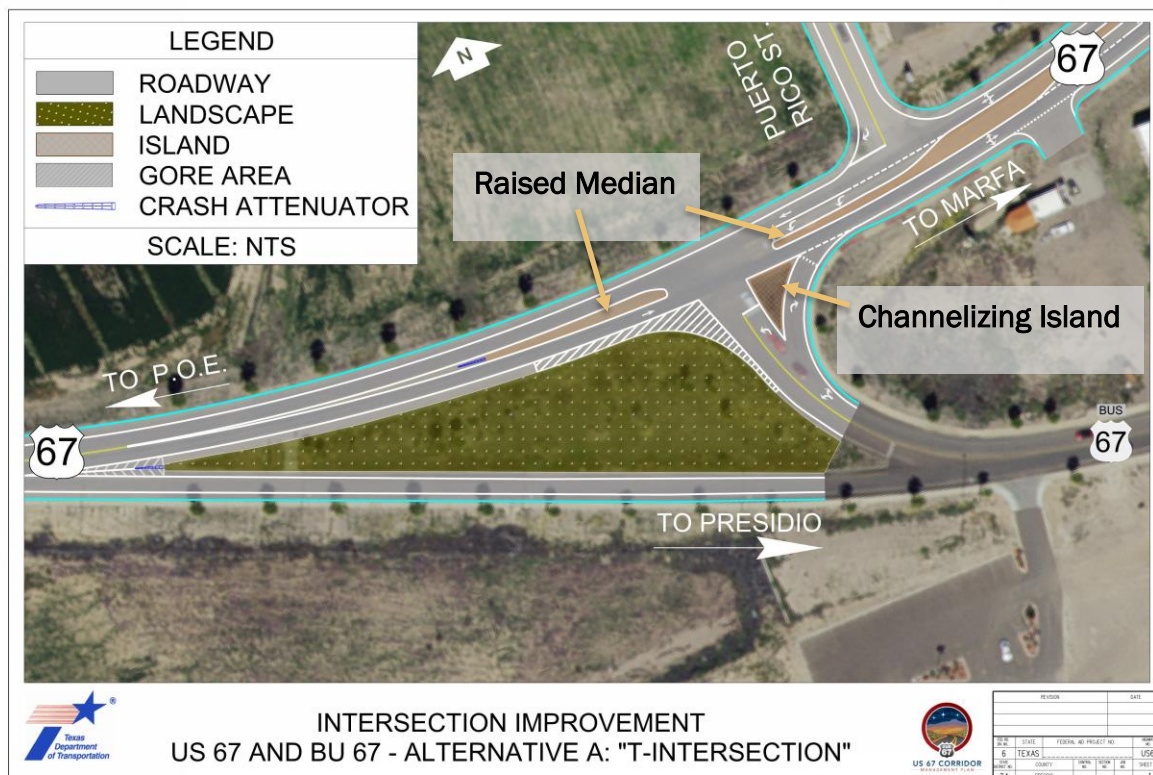 LEGEND
ROADWAY
LANDSCAPE
ISLAND
GORE AREA
CRASH ATTENUATOR
SCALE: NTS
N
PUERTO
RICO ST.
67
Raised Median
TO MARFA
Channelizing Island
TO P.O.E.
67
BUS
67
TO PRESIDIO
Texas
Department
of Transportation
®
INTERSECTION IMPROVEMENT
US 67 AND BU 67 - ALTERNATIVE A: "T-INTERSECTION"
67
US 67 CORRIDOR
MANAGEMENT PLAN
REVISION DATE
STATE FEDERAL AID PROJECT NO.
6 TEXAS
COUNTY